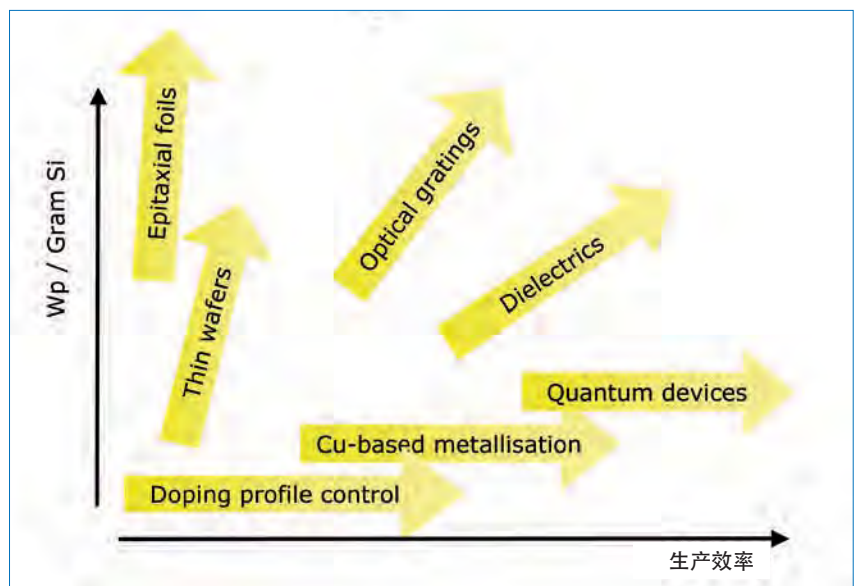 Wp / Gram Si
Epitaxial foils
Thin wafers
Optical gratings
Dielectrics
Quantum devices
Cu-based metallisation
Doping profile control
生产效率